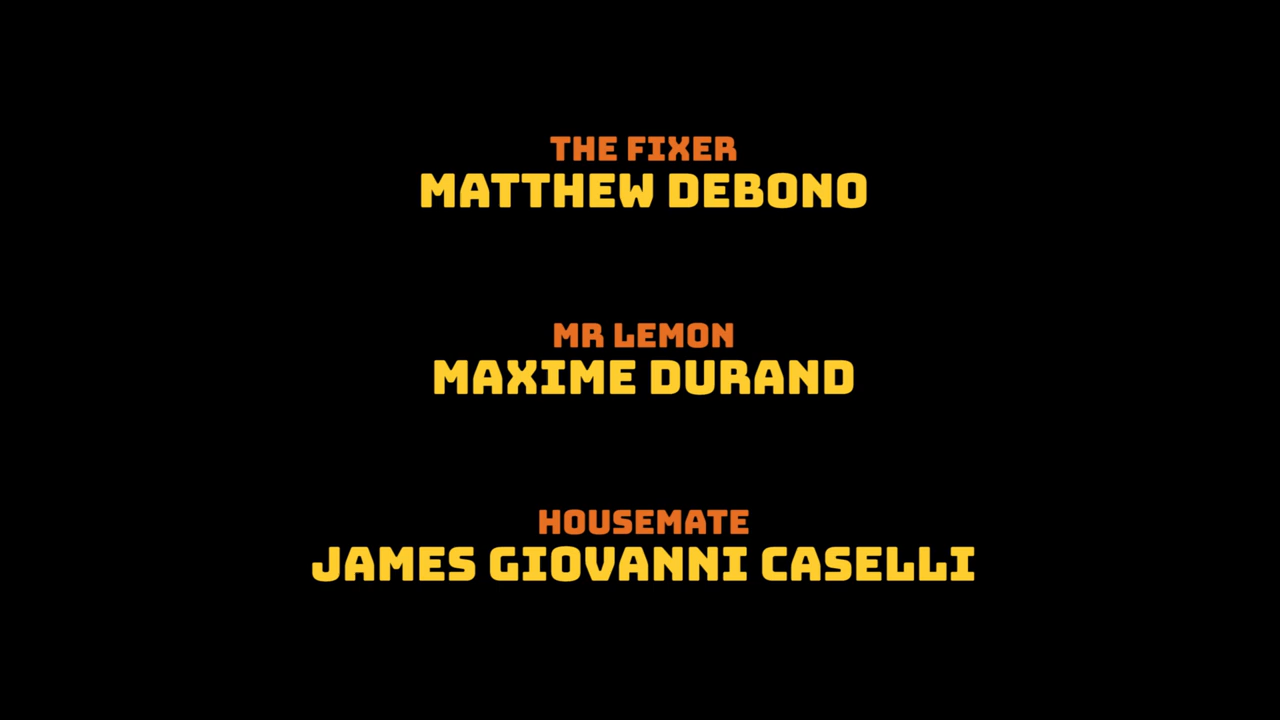 THE FIXER
MATTHEW DEBONO
MR LEMON
MAXIME DURAND
HOUSEMATE
JAMES GIOVANNI CASELLI